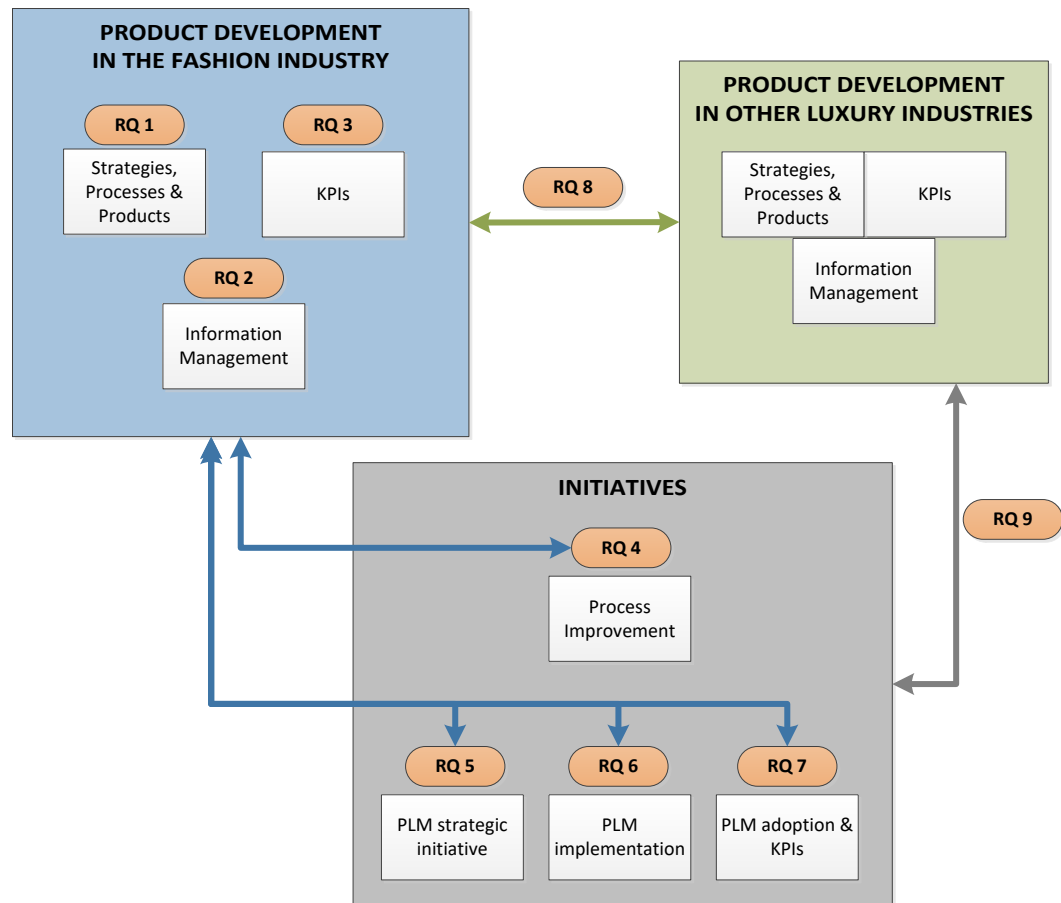 PRODUCT DEVELOPMENT
IN THE FASHION INDUSTRY
RQ 1
Strategies,
Processes &
Products
RQ 3
KPIs
RQ 2
Information
Management
RQ 8
PRODUCT DEVELOPMENT
IN OTHER LUXURY INDUSTRIES
Strategies,
Processes &
Products
KPIs
Information
Management
RQ 9
INITIATIVES
RQ 4
Process
Improvement
RQ 5
PLM strategic
initiative
RQ 6
PLM
implementation
RQ 7
PLM adoption &
KPIs